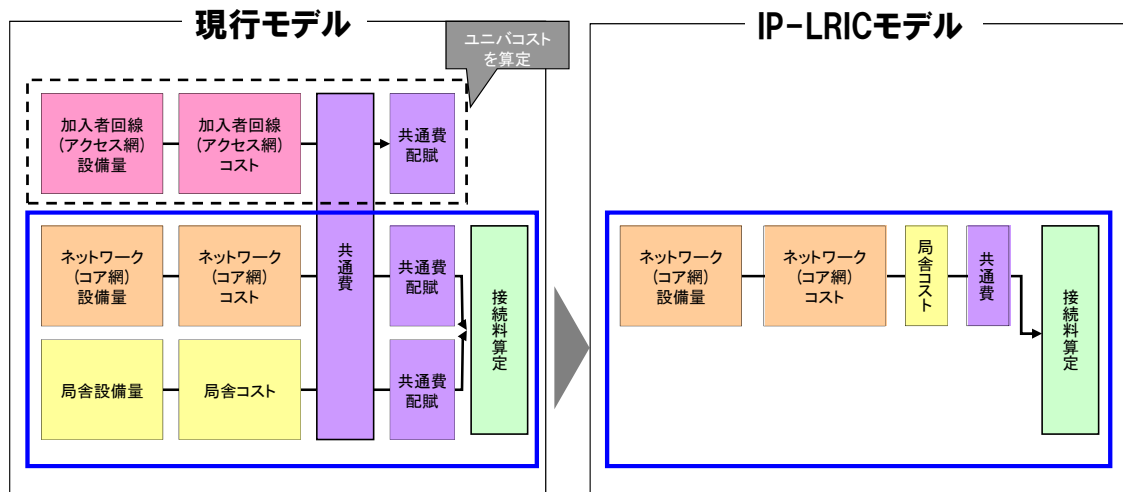 現行モデル
ユニバコスト
を算定
加入者回線
(アクセス網)
設備量
加入者回線
(アクセス網)
コスト
共通費
配賦
ネットワーク
(コア網)
設備量
ネットワーク
(コア網)
コスト
共通費
共通費
配賦
接続料算定
局舎設備量
局舎コスト
共通費
配賦
IP-LRICモデル
ネットワーク
(コア網)
設備量
ネットワーク
(コア網)
コスト
局舎コスト
共通費
接続料算定